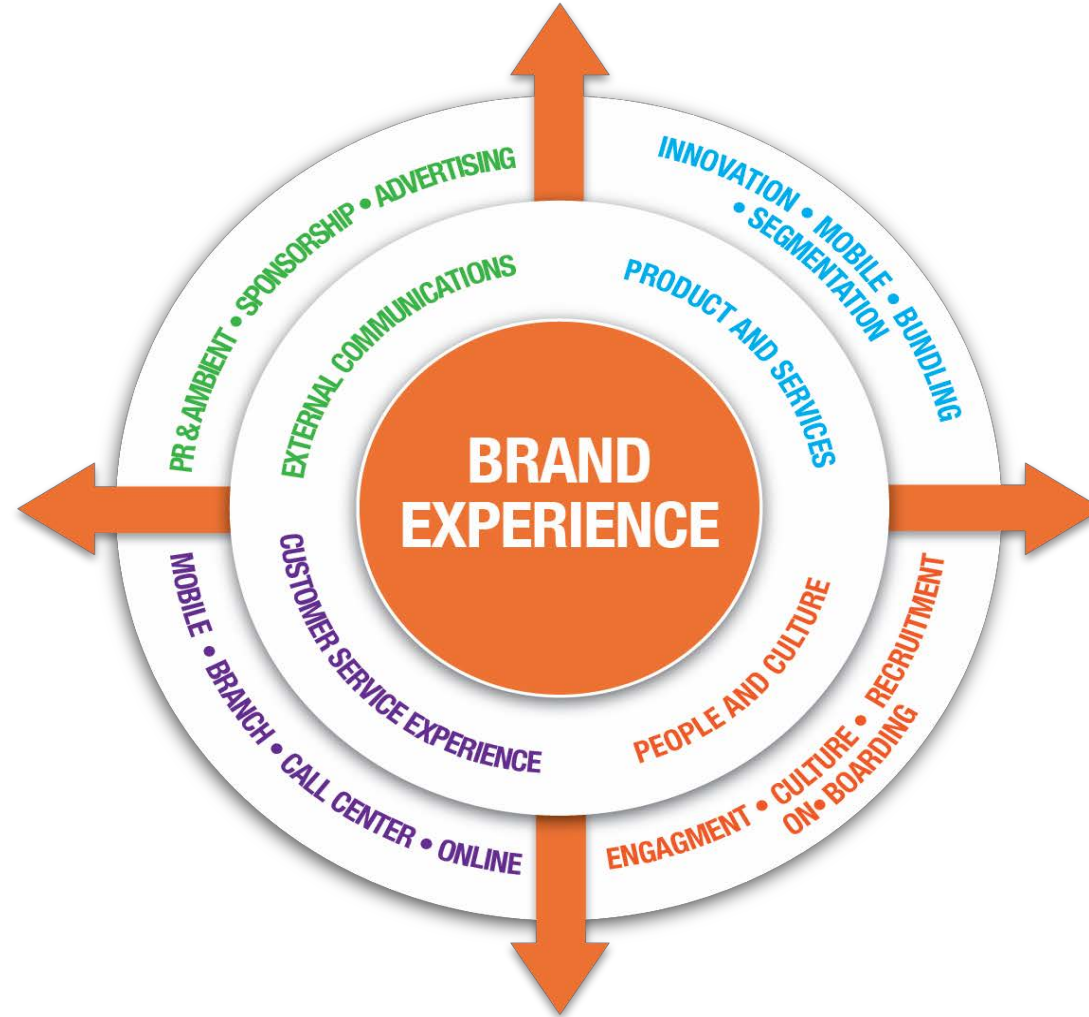 PR & AMBIENT • SPONSORSHIP • ADVERTISING
INNOVATION • MOBILE • BUNDLING
• SEGMENTATION
EXTERNAL COMMUNICATIONS
PRODUCT AND SERVICES
BRAND
EXPERIENCE
CUSTOMER SERVICE EXPERIENCE
PEOPLE AND CULTURE
MOBILE • BRANCH • CALL CENTER • ONLINE
ENGAGMENT • CULTURE • RECRUITMENT
ON• BOARDING